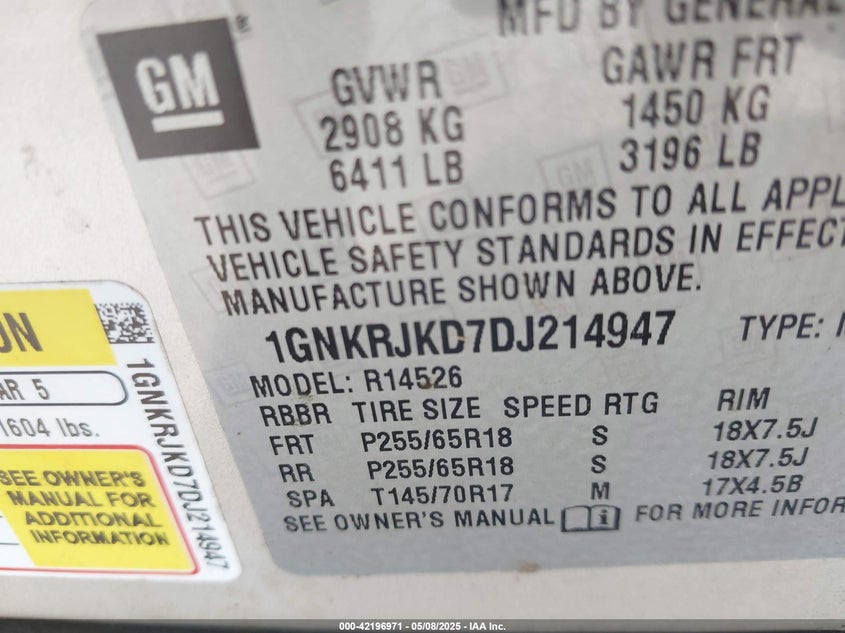 MFD BY GENERAL
GM
GVWR GAWR FRT
2908 KG 1450 KG
6411 LB 3196 LB
THIS VEHICLE CONFORMS TO ALL APPL
VEHICLE SAFETY STANDARDS IN EFFECT
MANUFACTURE SHOWN ABOVE.
1GNKRJKD7DJ214947 TYPE:
MODEL: R14526
RBBR TIRE SIZE SPEED RTG RIM
FRT P255/65R18 S 18X7.5J
RR P255/65R18 S 18X7.5J
SPA T145/70R17 M 17X4.5B
SEE OWNER'S MANUAL FOR MORE INFOR
ON
AR 5
1604 lbs.
SEE OWNER'S
MANUAL FOR
ADDITIONAL
INFORMATION
1GNKRJKD7DJ214947
000-42196971 - 05/08/2025 - IAA Inc.